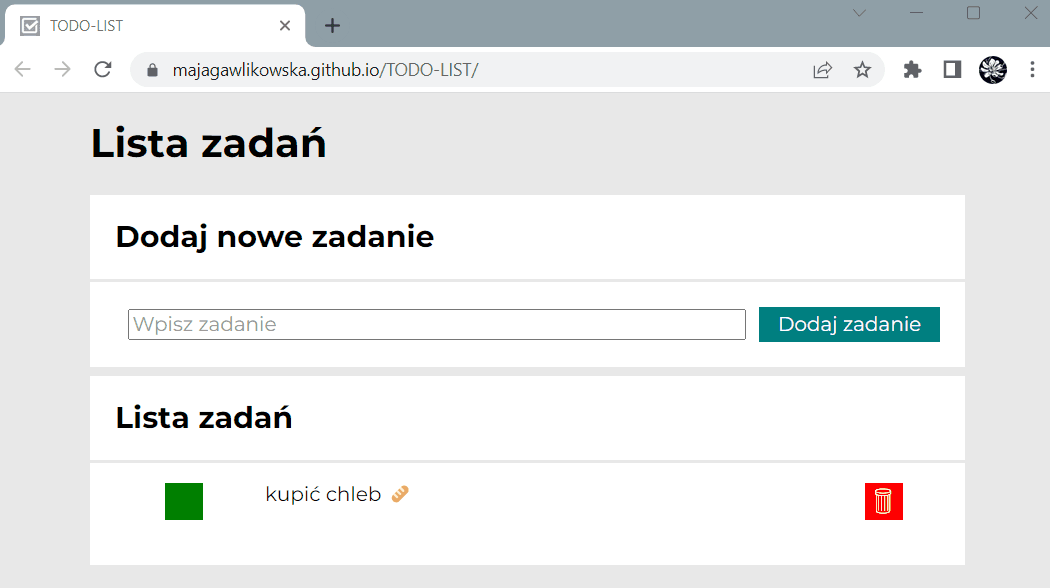 TODO-LIST
majagawlikowska.github.io/TODO-LIST/
Lista zadań
Dodaj nowe zadanie
Wpisz zadanie
Dodaj zadanie
Lista zadań
kupić chleb 🥖